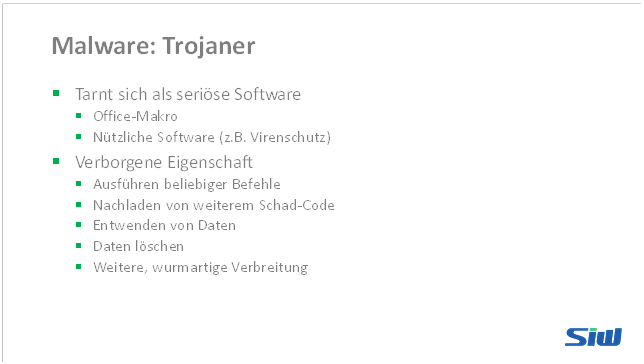 Malware: Trojaner
Tarnt sich als seriöse Software
Office-Makro
Nützliche Software (z.B. Virenschutz)
Verborgene Eigenschaft
Ausführen beliebiger Befehle
Nachladen von weiterem Schad-Code
Entwenden von Daten
Daten löschen
Weitere, wurmartige Verbreitung
SiW